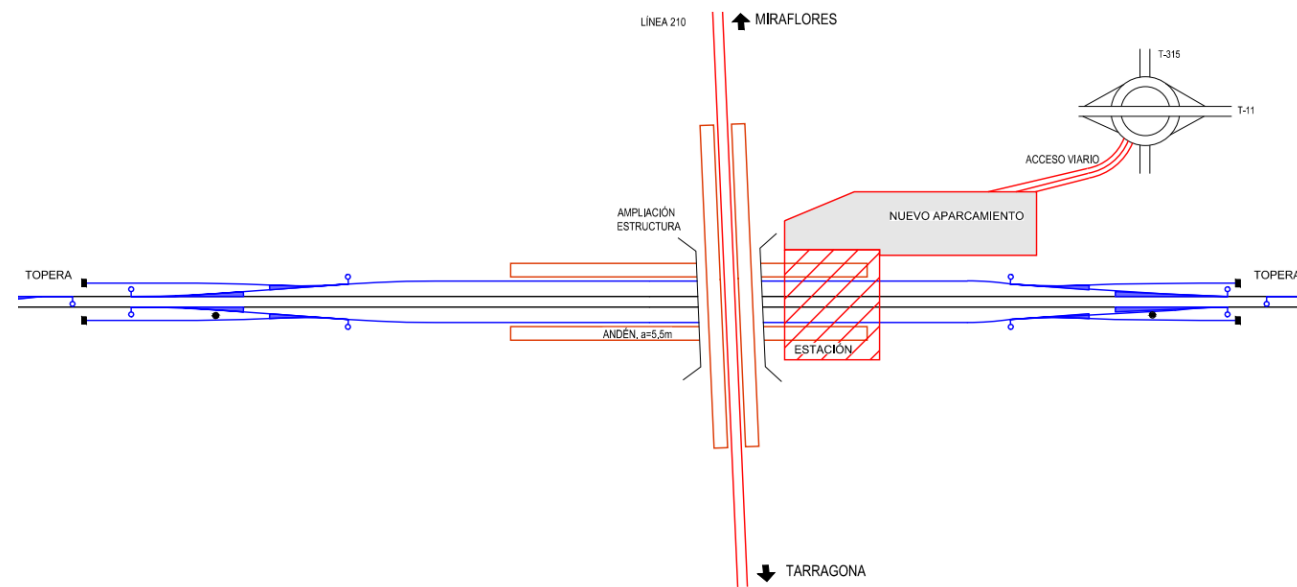 LÍNEA 210
MIRAFLORES
T-315
T-11
ACCESO VIARIO
AMPLIACIÓN
ESTRUCTURA
NUEVO APARCAMIENTO
TOPERA
TOPERA
ANDÉN, a=5,5m
ESTACIÓN
TARRAGONA